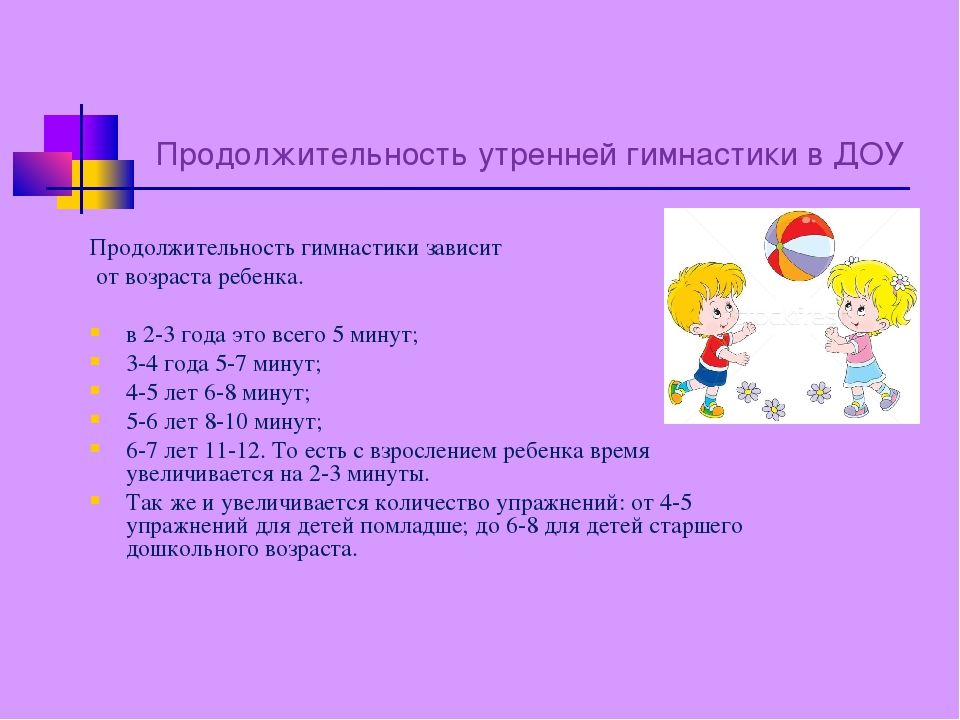 Продолжительность утренней гимнастики в ДОУ
Продолжительность гимнастики зависит
от возраста ребенка.
в 2-3 года это всего 5 минут;
3-4 года 5-7 минут;
4-5 лет 6-8 минут;
5-6 лет 8-10 минут;
6-7 лет 11-12. То есть с взрослением ребенка время
увеличивается на 2-3 минуты.
Так же и увеличивается количество упражнений: от 4-5
упражнений для детей помладше; до 6-8 для детей старшего
дошкольного возраста.